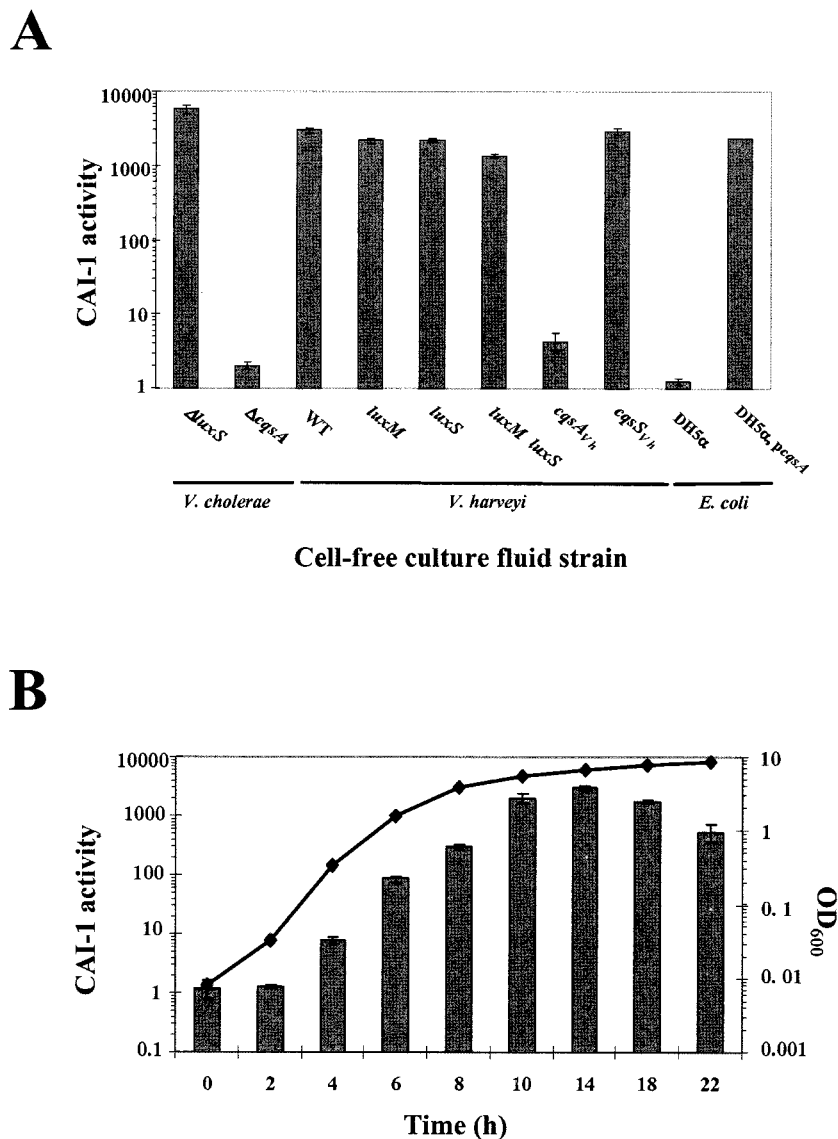 A
CAI-1 activity
10000
1000
100
10
1
ΔluxS
ΔcqsA
WT
luxM
luxS
luxM luxS
cqsA_Vh
cqsS_Vh
DH5α
DH5α, pcqsA
V. cholerae V. harveyi E. coli
Cell-free culture fluid strain
B
CAI-1 activity
10000
1000
100
10
1
0.1
10
1
0.1
0.01
0.001
OD600
0 2 4 6 8 10 14 18 22
Time (h)